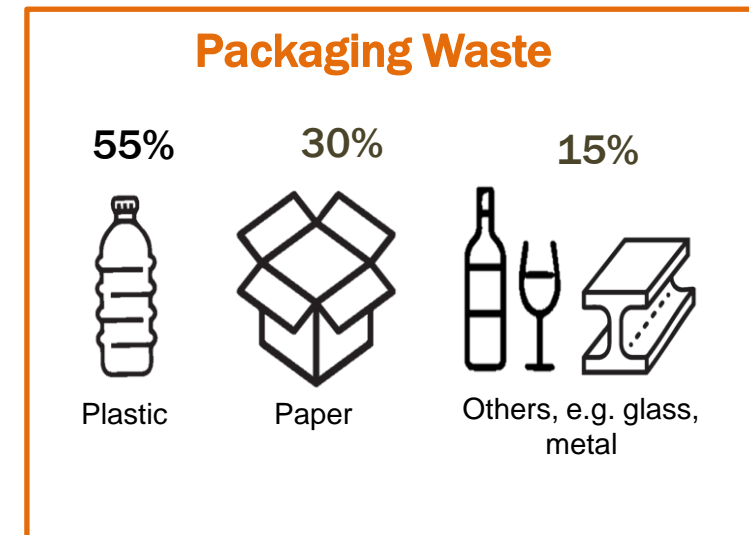 Packaging Waste
55%
30%
15%
Plastic
Paper
Others, e.g. glass,
metal